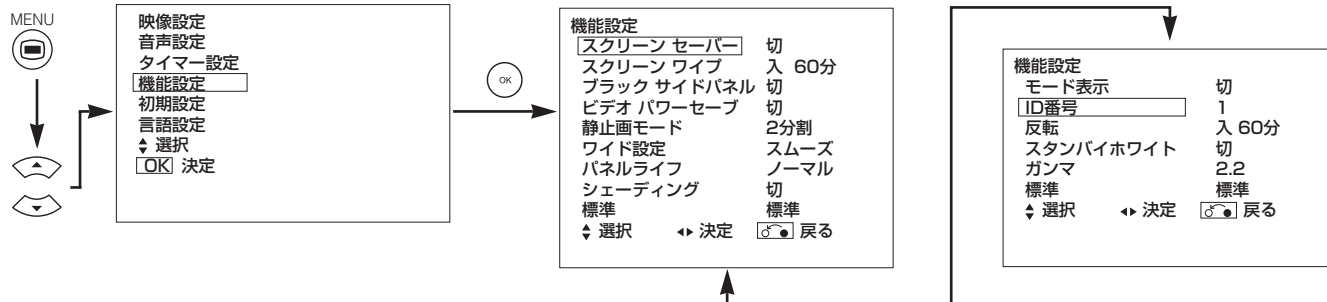 MENU
映像設定
音声設定
タイマー設定
機能設定
初期設定
言語設定
選択
OK 決定
OK
機能設定
スクリーン セーバー 切
スクリーン ワイプ 入 60分
ブラック サイドパネル 切
ビデオ パワーセーブ 切
静止画モード 2分割
ワイド設定 スムーズ
パネルライフ ノーマル
シェーディング 切
標準 標準
選択 決定 戻る
機能設定
モード表示 切
ID番号 1
反転 入 60分
スタンバイホワイト 切
ガンマ 2.2
標準 標準
選択 決定 戻る